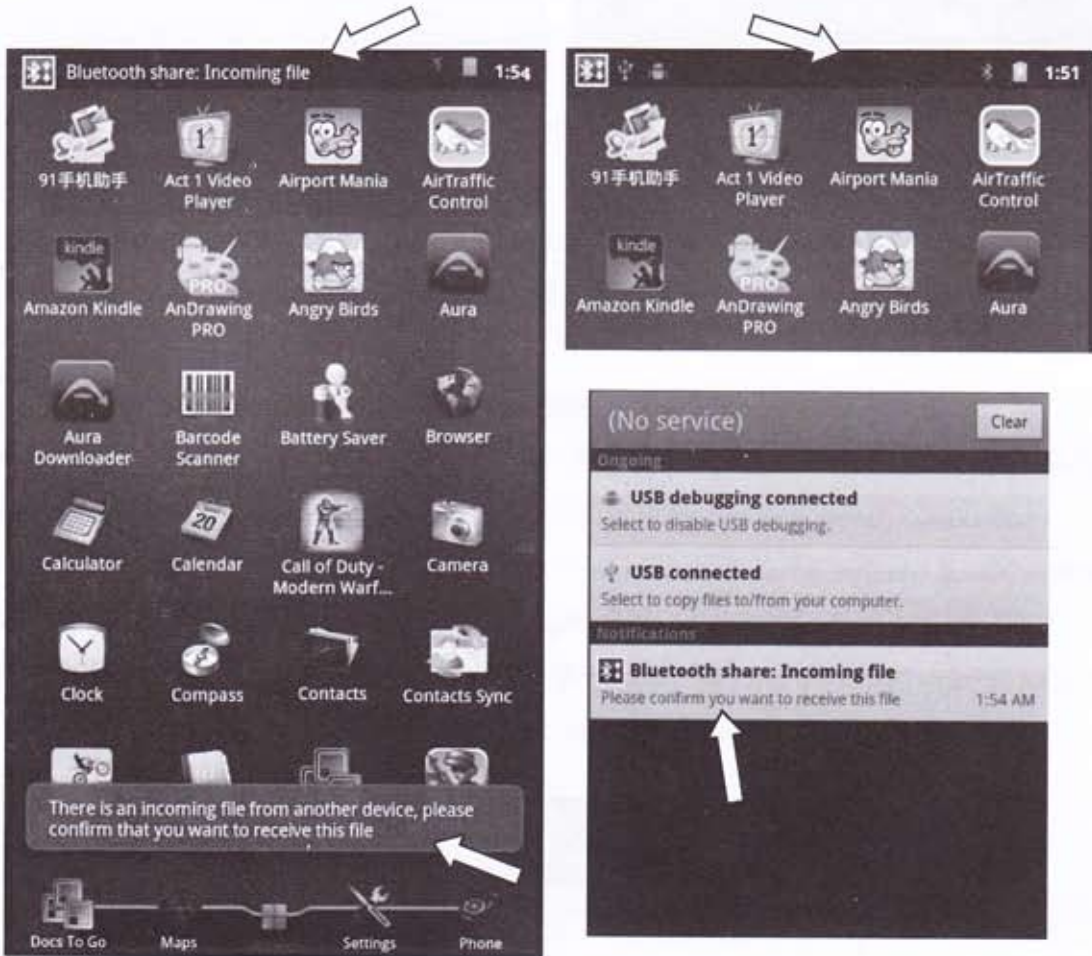 Bluetooth share: Incoming file
1:54
91手机助手
Act 1 Video
Player
Airport Mania
AirTraffic
Control
kindle
Amazon Kindle
PRO
AnDrawing
PRO
Angry Birds
Aura
Aura
Downloader
Barcode
Scanner
Battery Saver
Browser
Calculator
20
Calendar
Call of Duty -
Modern Warf...
Camera
Clock
Compass
Contacts
Contacts Sync
There is an incoming file from another device, please
confirm that you want to receive this file
Docs To Go
Maps
Settings
Phone
1:51
91手机助手
Act 1 Video
Player
Airport Mania
AirTraffic
Control
kindle
Amazon Kindle
PRO
AnDrawing
PRO
Angry Birds
Aura
(No service)
Clear
Ongoing
USB debugging connected
Select to disable USB debugging.
USB connected
Select to copy files to/from your computer.
Notifications
Bluetooth share: Incoming file
Please confirm you want to receive this file
1:54 AM